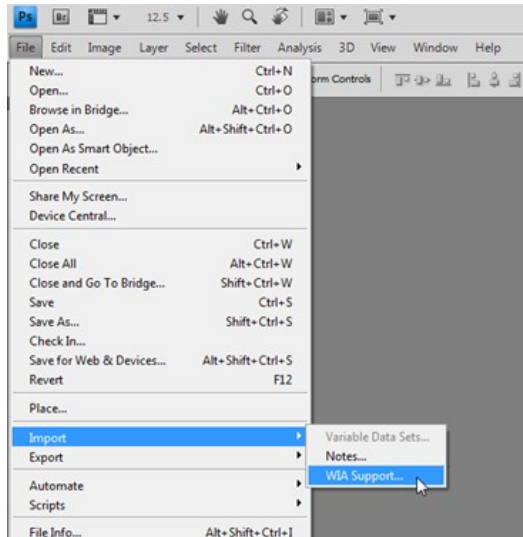 Ps Br 12.5
File Edit Image Layer Select Filter Analysis 3D View Window Help
New... Ctrl+N
orm Controls
Open... Ctrl+O
Browse in Bridge... Alt+Ctrl+O
Open As... Alt+Shift+Ctrl+O
Open As Smart Object...
Open Recent
Share My Screen...
Device Central...
Close Ctrl+W
Close All Alt+Ctrl+W
Close and Go To Bridge... Shift+Ctrl+W
Save Ctrl+S
Save As... Shift+Ctrl+S
Check In...
Save for Web & Devices... Alt+Shift+Ctrl+S
Revert F12
Place...
Import
Export
Automate
Scripts
File Info... Alt+Shift+Ctrl+I
Variable Data Sets...
Notes...
WIA Support...